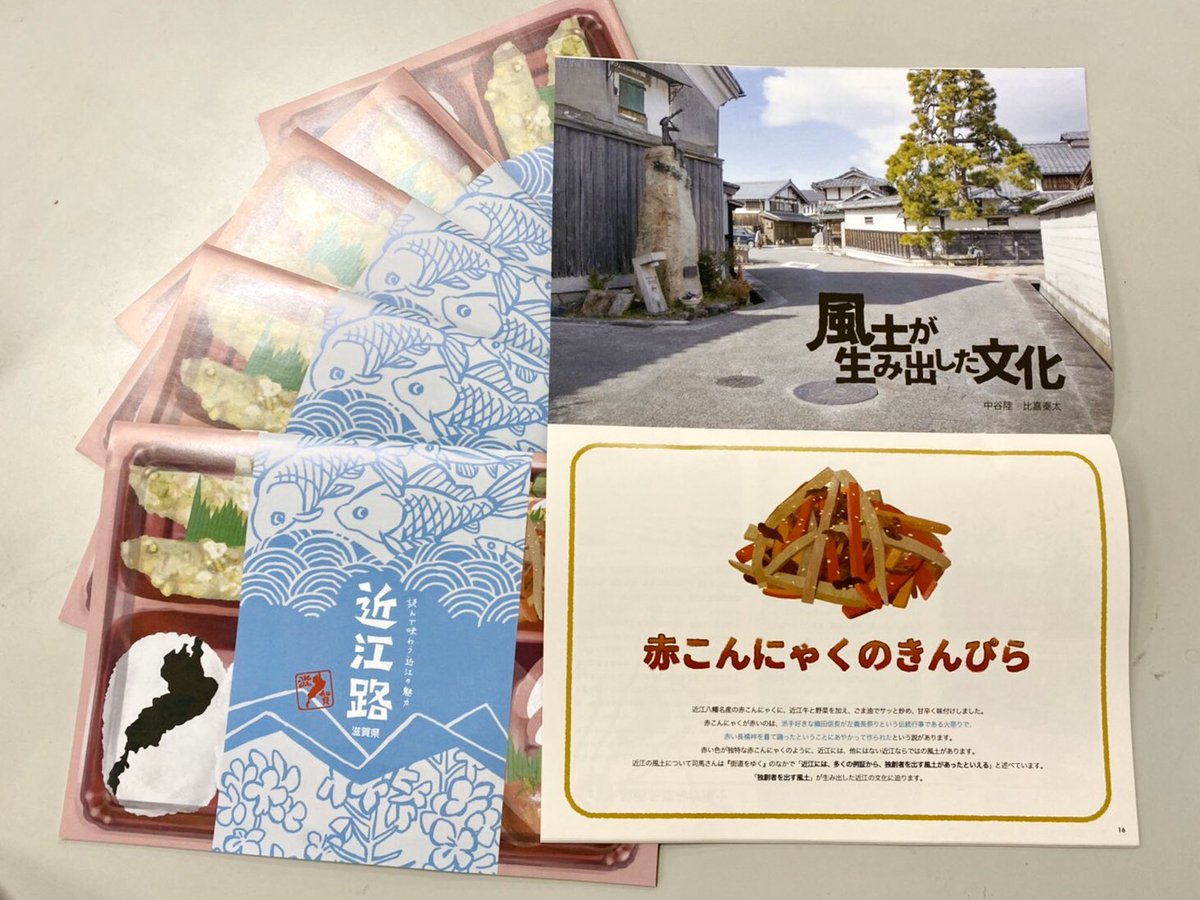 近江路
読んで味わう近江の魅力
滋賀
滋賀県
風土が
生み出した文化
中谷陸 比嘉奏太
赤こんにゃくのきんぴら
近江八幡名産の赤こんにゃくに、近江牛と野菜を加え、ごま油でサッと炒め、甘辛く味付けしました。
赤こんにゃくが赤いのは、派手好きな織田信長が左義長祭りという伝統行事である火祭りで、
赤い長襦袢を着て踊ったということにあやかって作られたという説があります。
赤い色が独特な赤こんにゃくのように、近江には、他にはない近江ならではの風土があります。
近江の風土について司馬さんは『街道をゆく』のなかで「近江には、多くの例証から、独創者を出す風土があったといえる」と述べています。
「独創者を出す風土」が生み出した近江の文化に迫ります。
16